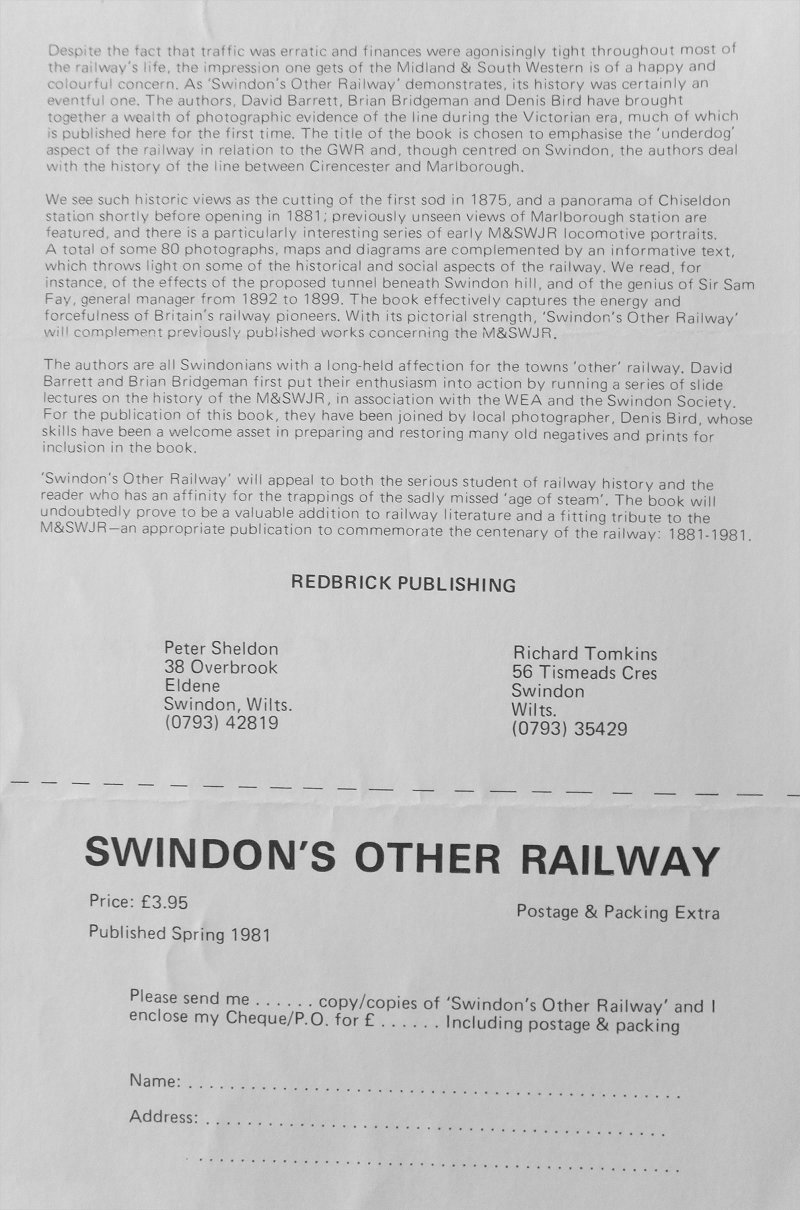 Despite the fact that traffic was erratic and finances were agonisingly tight throughout most of
the railway's life, the impression one gets of the Midland & South Western is of a happy and
colourful concern. As 'Swindon's Other Railway' demonstrates, its history was certainly an
eventful one. The authors, David Barrett, Brian Bridgeman and Denis Bird have brought
together a wealth of photographic evidence of the line during the Victorian era, much of which
is published here for the first time. The title of the book is chosen to emphasise the 'underdog'
aspect of the railway in relation to the GWR and, though centred on Swindon, the authors deal
with the history of the line between Cirencester and Marlborough.
We see such historic views as the cutting of the first sod in 1875, and a panorama of Chiseldon
station shortly before opening in 1881; previously unseen views of Marlborough station are
featured, and there is a particularly interesting series of early M&SWJR locomotive portraits.
A total of some 80 photographs, maps and diagrams are complemented by an informative text,
which throws light on some of the historical and social aspects of the railway. We read, for
instance, of the effects of the proposed tunnel beneath Swindon hill, and of the genius of Sir Sam
Fay, general manager from 1892 to 1899. The book effectively captures the energy and
forcefulness of Britain's railway pioneers. With its pictorial strength, 'Swindon's Other Railway'
will complement previously published works concerning the M&SWJR.
The authors are all Swindonians with a long-held affection for the towns 'other' railway. David
Barrett and Brian Bridgeman first put their enthusiasm into action by running a series of slide
lectures on the history of the M&SWJR, in association with the WEA and the Swindon Society.
For the publication of this book, they have been joined by local photographer, Denis Bird, whose
skills have been a welcome asset in preparing and restoring many old negatives and prints for
inclusion in the book.
'Swindon's Other Railway' will appeal to both the serious student of railway history and the
reader who has an affinity for the trappings of the sadly missed 'age of steam'. The book will
undoubtedly prove to be a valuable addition to railway literature and a fitting tribute to the
M&SWJR—an appropriate publication to commemorate the centenary of the railway: 1881-1981.
REDBRICK PUBLISHING
Peter Sheldon
38 Overbrook
Eldene
Swindon, Wilts.
(0793) 42819
Richard Tomkins
56 Tismeads Cres
Swindon
Wilts.
(0793) 35429
SWINDON'S OTHER RAILWAY
Price: £3.95
Postage & Packing Extra
Published Spring 1981
Please send me . . . . . . copy/copies of 'Swindon's Other Railway' and I
enclose my Cheque/P.O. for £ . . . . . . Including postage & packing
Name: . . . . . . . . . . . . . . . . . . . . . . . . . . . . . . . . . . . . . . . . . . . . . . .
Address: . . . . . . . . . . . . . . . . . . . . . . . . . . . . . . . . . . . . . . . . . . . .